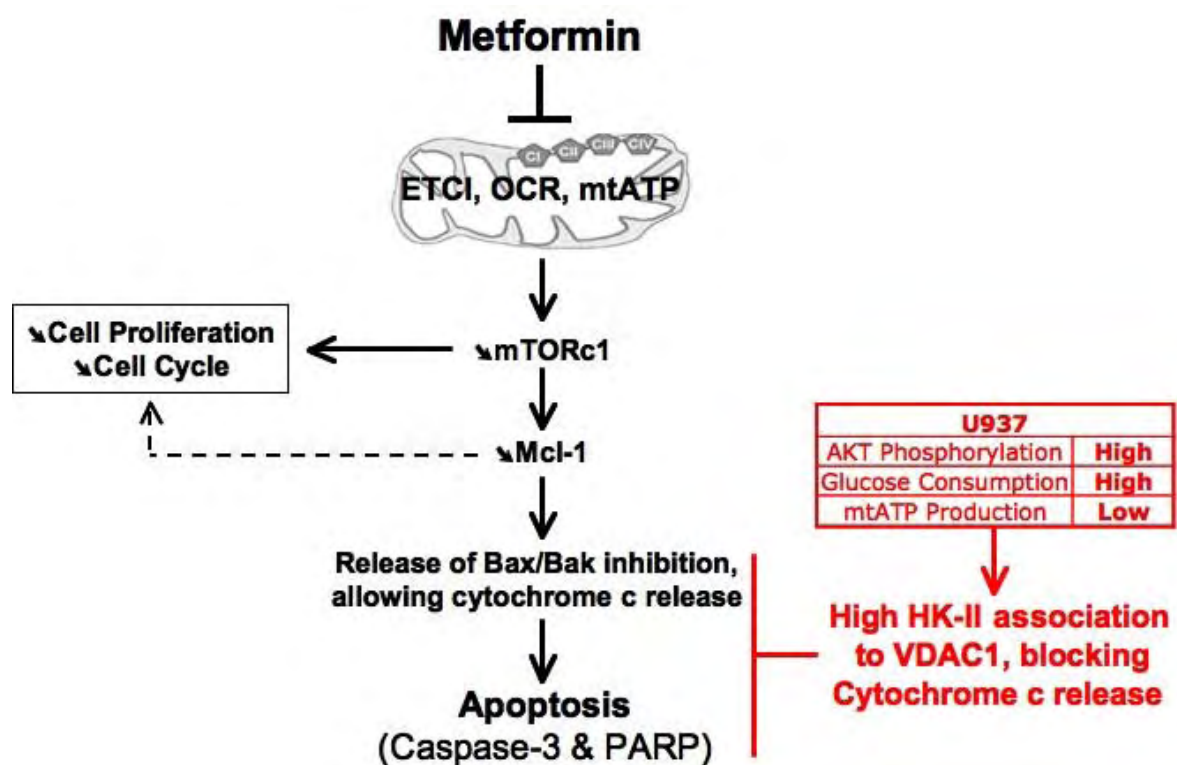 Metformin
CI CII CIII CIV
ETCI, OCR, mtATP
↘Cell Proliferation
↘Cell Cycle
↘mTORc1
↘Mcl-1
U937
AKT Phosphorylation High
Glucose Consumption High
mtATP Production Low
Release of Bax/Bak inhibition,
allowing cytochrome c release
High HK-II association
to VDAC1, blocking
Cytochrome c release
Apoptosis
(Caspase-3 & PARP)